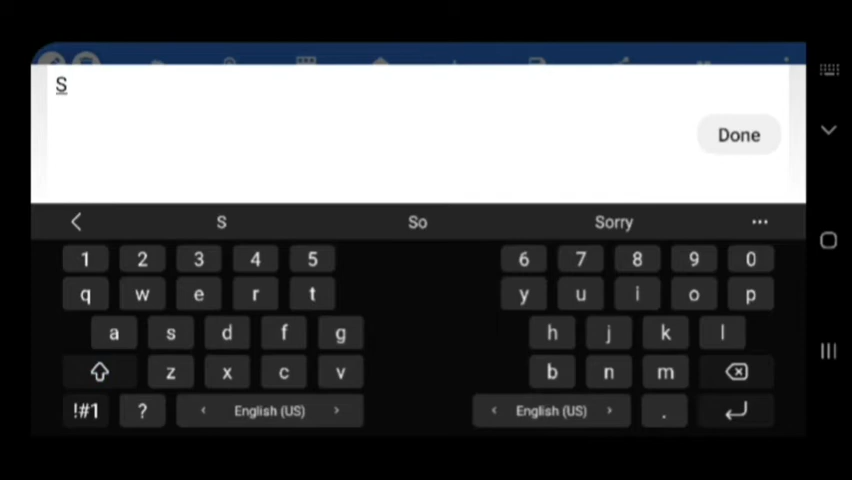 S
Done
S So Sorry
1 2 3 4 5 6 7 8 9 0
q w e r t y u i o p
a s d f g h j k l
z x c v b n m
!#1 ? English (US) English (US) .